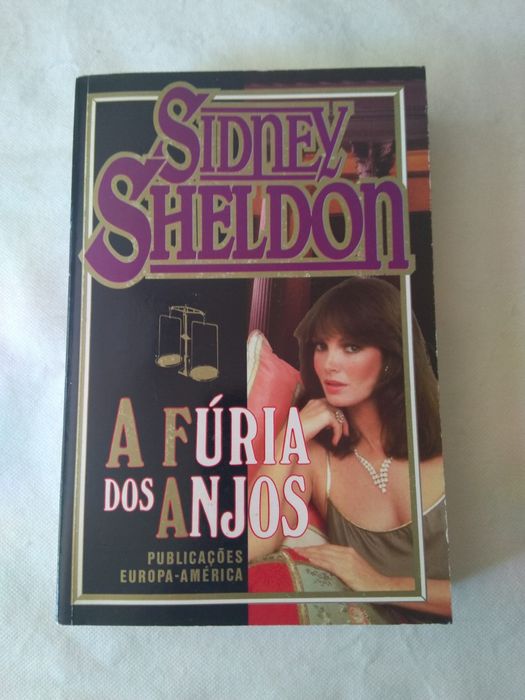 SIDNEY
SHELDON
A FÚRIA
DOS ANJOS
PUBLICAÇÕES
EUROPA-AMÉRICA